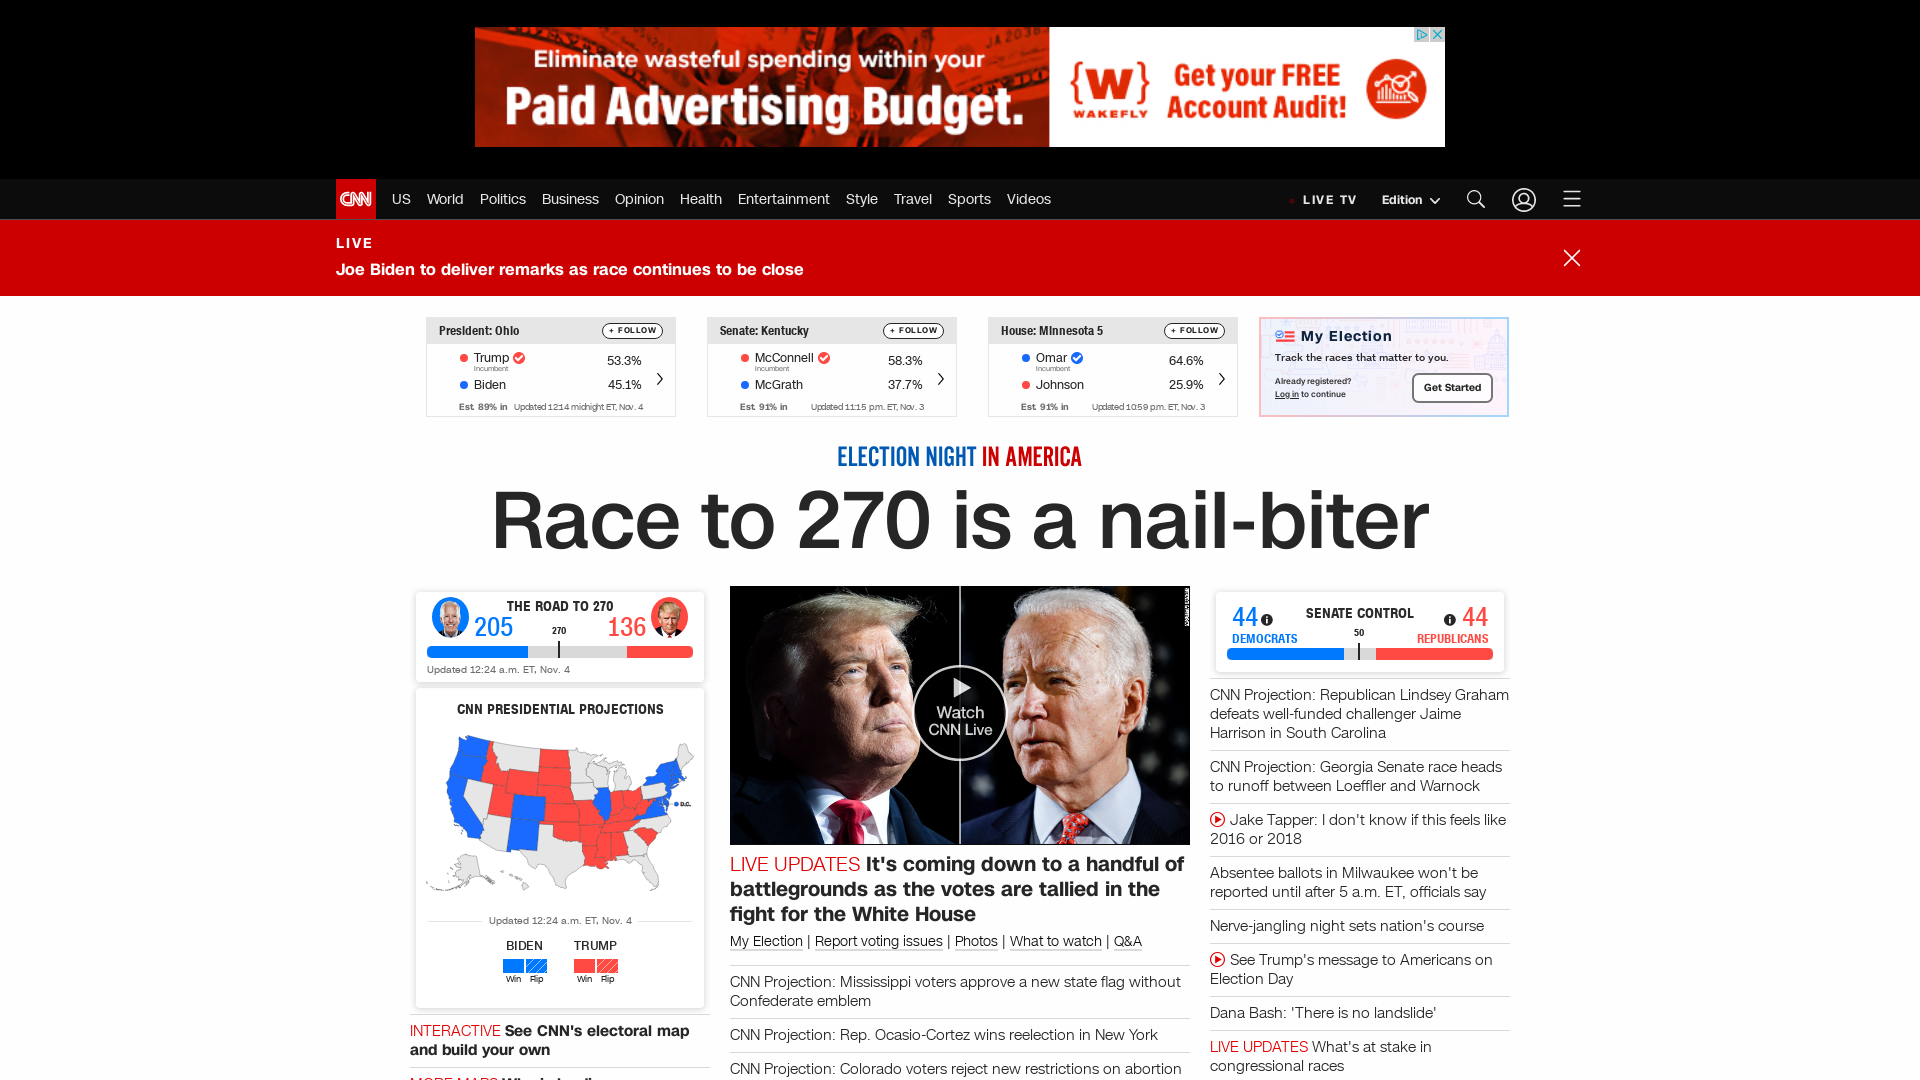 Eliminate wasteful spending within your
Paid Advertising Budget.
{W}
WAKEFLY
Get your FREE
Account Audit!
CNN
US World Politics Business Opinion Health Entertainment Style Travel Sports Videos
LIVE TV Edition
LIVE
Joe Biden to deliver remarks as race continues to be close
President: Ohio + FOLLOW
Trump 53.3%
Incumbent
Biden 45.1%
Est. 89% in Updated 12:14 midnight ET, Nov. 4
Senate: Kentucky + FOLLOW
McConnell 58.3%
Incumbent
McGrath 37.7%
Est. 91% in Updated 11:15 p.m. ET, Nov. 3
House: Minnesota 5 + FOLLOW
Omar 64.6%
Incumbent
Johnson 25.9%
Est. 91% in Updated 10:59 p.m. ET, Nov. 3
My Election
Track the races that matter to you.
Already registered?
Log in to continue
Get Started
ELECTION NIGHT IN AMERICA
Race to 270 is a nail-biter
THE ROAD TO 270
205 270 136
Updated 12:24 a.m. ET, Nov. 4
CNN PRESIDENTIAL PROJECTIONS
D.C.
Updated 12:24 a.m. ET, Nov. 4
BIDEN TRUMP
Win Flip Win Flip
INTERACTIVE See CNN's electoral map
and build your own
Watch
CNN Live
LIVE UPDATES It's coming down to a handful of
battlegrounds as the votes are tallied in the
fight for the White House
My Election | Report voting issues | Photos | What to watch | Q&A
CNN Projection: Mississippi voters approve a new state flag without
Confederate emblem
CNN Projection: Rep. Ocasio-Cortez wins reelection in New York
CNN Projection: Colorado voters reject new restrictions on abortion
44 SENATE CONTROL 44
DEMOCRATS 50 REPUBLICANS
CNN Projection: Republican Lindsey Graham
defeats well-funded challenger Jaime
Harrison in South Carolina
CNN Projection: Georgia Senate race heads
to runoff between Loeffler and Warnock
Jake Tapper: I don't know if this feels like
2016 or 2018
Absentee ballots in Milwaukee won't be
reported until after 5 a.m. ET, officials say
Nerve-jangling night sets nation's course
See Trump's message to Americans on
Election Day
Dana Bash: 'There is no landslide'
LIVE UPDATES What's at stake in
congressional races